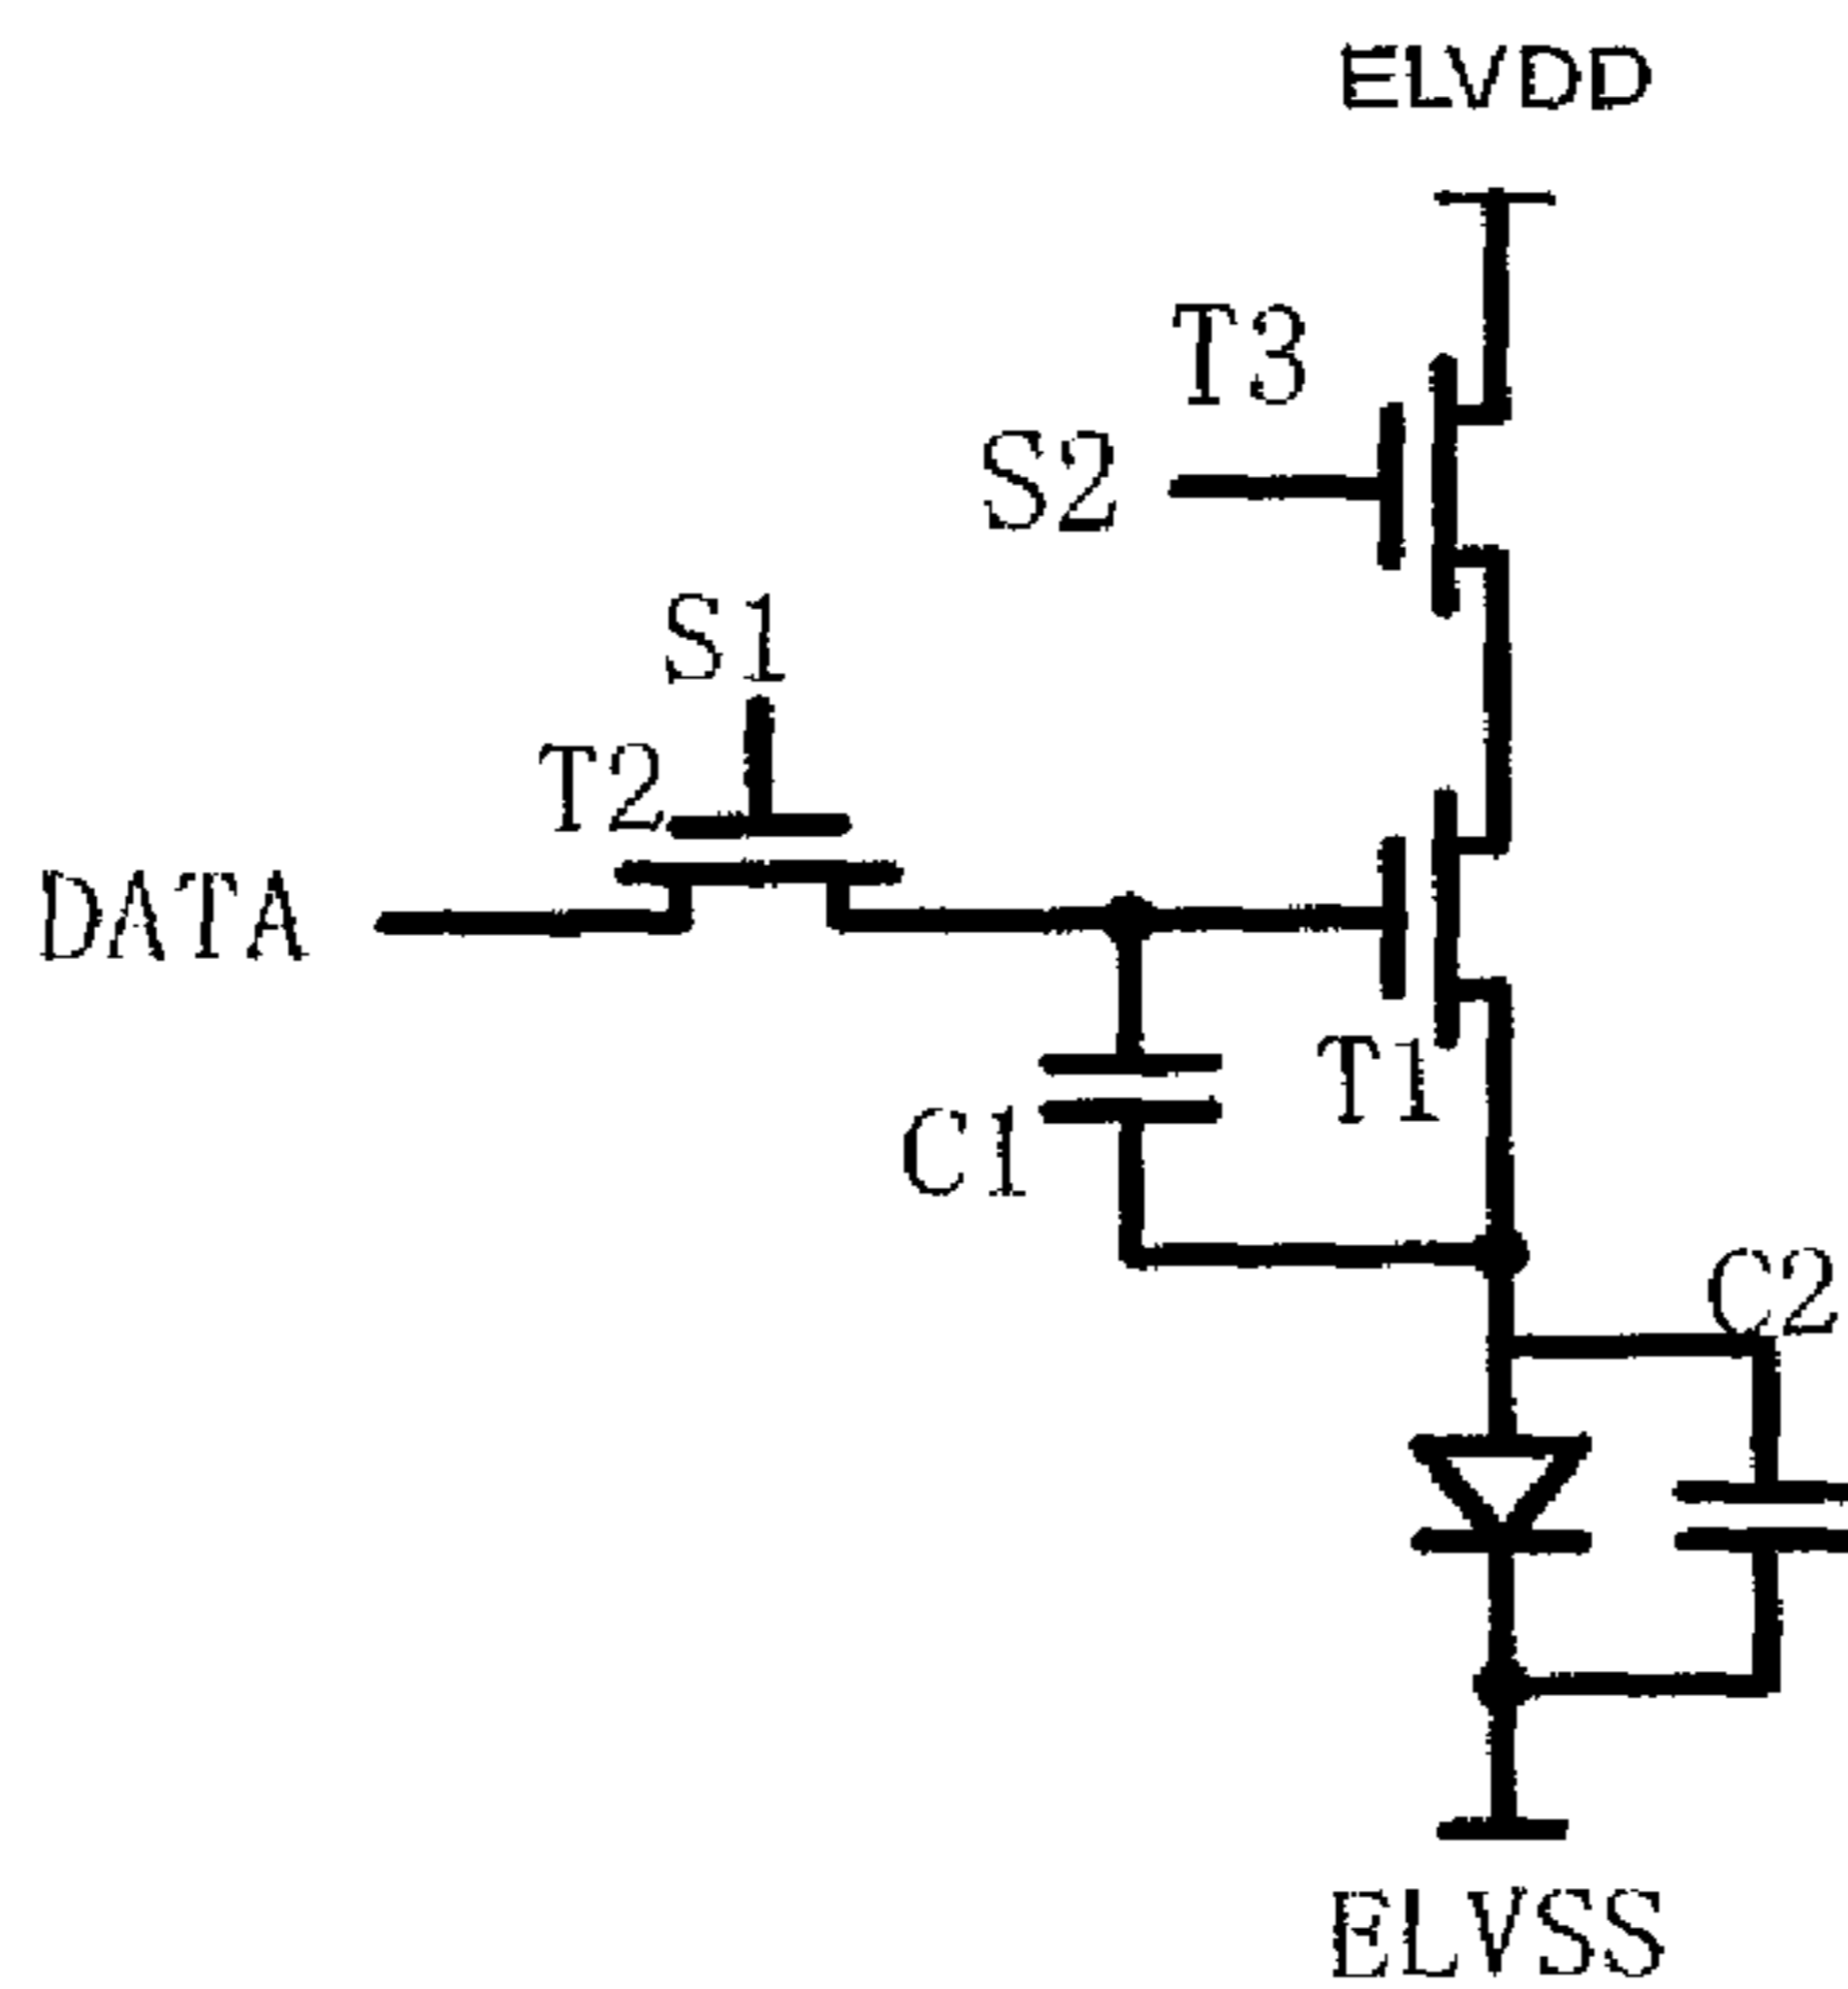 ELVDD
T3
S2
S1
T2
DATA
T1
C1
C2
ELVSS